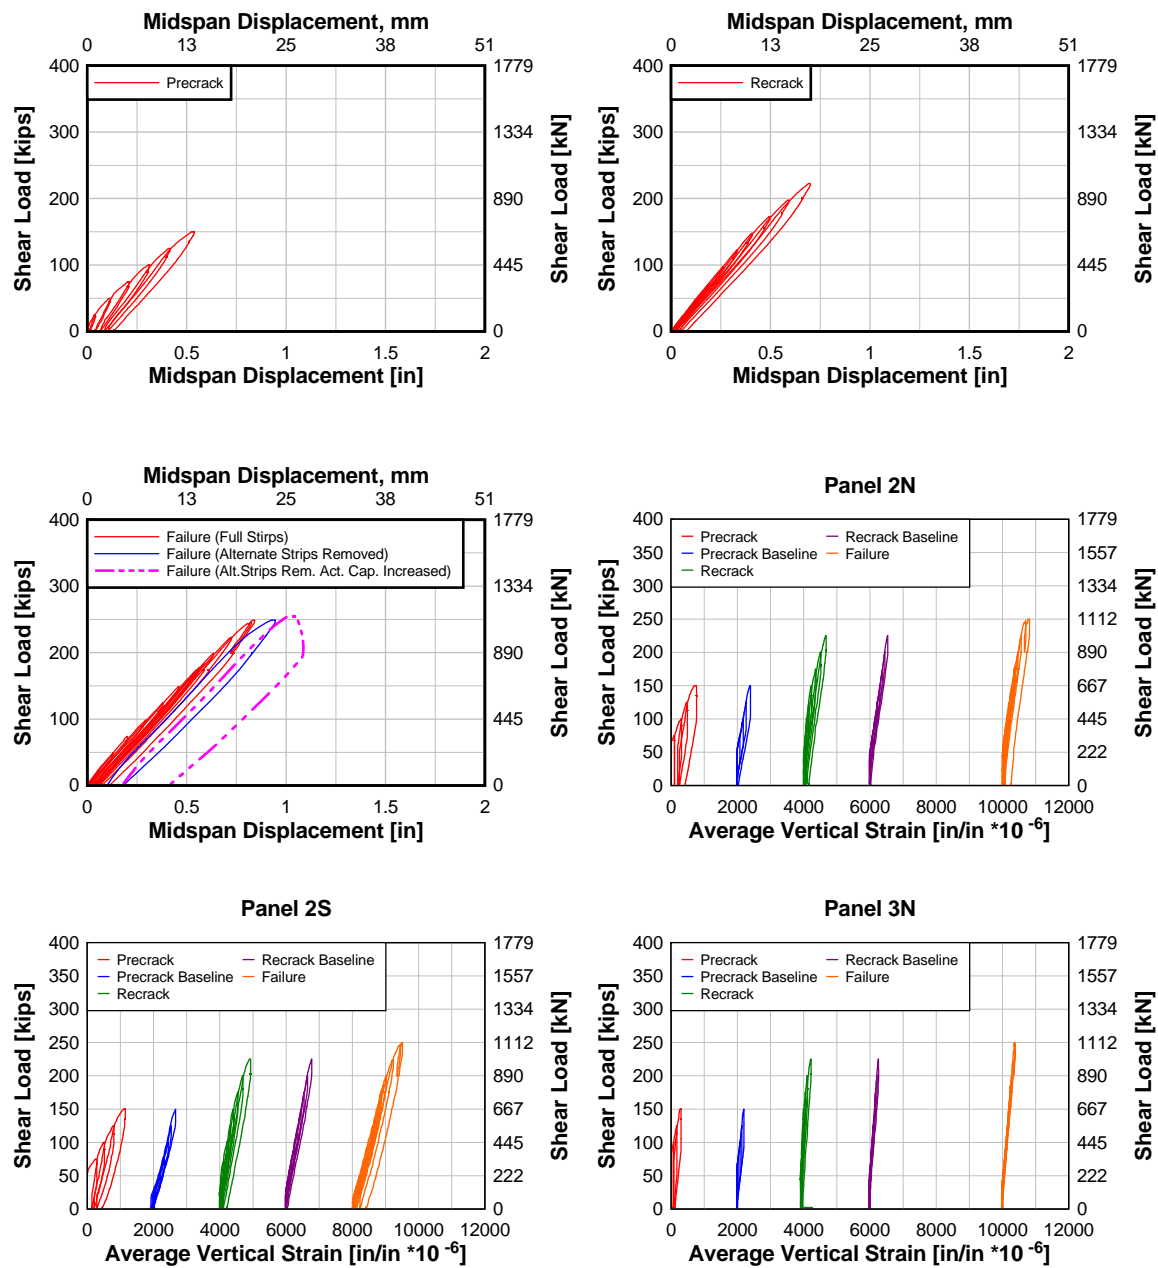 Midspan Displacement, mm
0 13 25 38 51
400 1779
Precrack
300 1334
200 890
100 445
0 0
0 0.5 1 1.5 2
Shear Load [kips]
Shear Load [kN]
Midspan Displacement [in]
Midspan Displacement, mm
0 13 25 38 51
400 1779
Recrack
300 1334
200 890
100 445
0 0
0 0.5 1 1.5 2
Shear Load [kips]
Shear Load [kN]
Midspan Displacement [in]
Midspan Displacement, mm
0 13 25 38 51
400 1779
Failure (Full Stirps)
Failure (Alternate Strips Removed)
Failure (Alt.Strips Rem. Act. Cap. Increased)
300 1334
200 890
100 445
0 0
0 0.5 1 1.5 2
Shear Load [kips]
Shear Load [kN]
Midspan Displacement [in]
Panel 2N
400 1779
Precrack Recrack Baseline
350 1557
Precrack Baseline Failure
Recrack
300 1334
250 1112
200 890
150 667
100 445
50 222
0 0
0 2000 4000 6000 8000 10000 12000
Shear Load [kips]
Shear Load [kN]
Average Vertical Strain [in/in *10 -6]
Panel 2S
400 1779
Precrack Recrack Baseline
350 1557
Precrack Baseline Failure
Recrack
300 1334
250 1112
200 890
150 667
100 445
50 222
0 0
0 2000 4000 6000 8000 10000 12000
Shear Load [kips]
Shear Load [kN]
Average Vertical Strain [in/in *10 -6]
Panel 3N
400 1779
Precrack Recrack Baseline
350 1557
Precrack Baseline Failure
Recrack
300 1334
250 1112
200 890
150 667
100 445
50 222
0 0
0 2000 4000 6000 8000 10000 12000
Shear Load [kips]
Shear Load [kN]
Average Vertical Strain [in/in *10 -6]